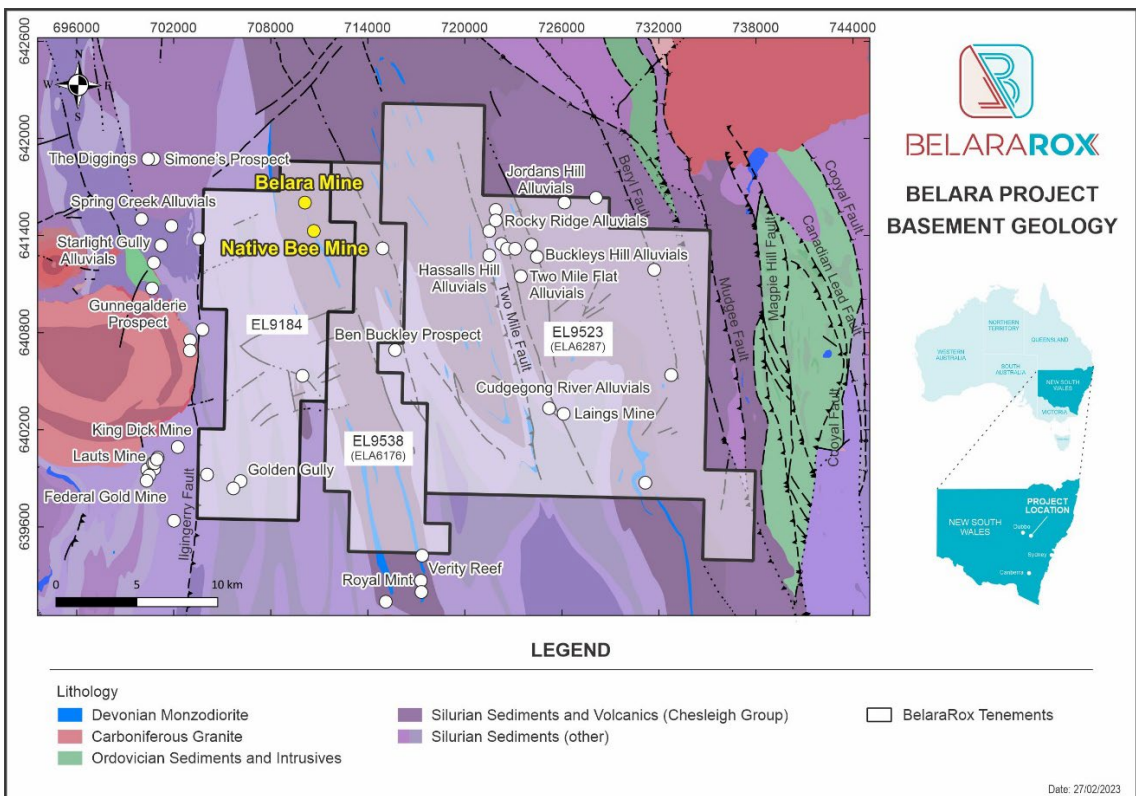 696000 702000 708000 714000 720000 726000 732000 738000 744000
642600
642000
641400
640800
640200
639600
N
W E
S
The Diggings
Simone's Prospect
Belara Mine
Jordans Hill
Alluvials
Spring Creek Alluvials
Rocky Ridge Alluvials
Starlight Gully
Alluvials
Native Bee Mine
Buckleys Hill Alluvials
Hassalls Hill
Alluvials
Two Mile Flat
Alluvials
Gunnegalderie
Prospect
EL9184
Ben Buckley Prospect
EL9523
(ELA6287)
Two Mile Fault
Beryl Fault
Mudgee Fault
Magpie Hill Fault
Canadian Lead Fault
Cooyal Fault
Cooyal Fault
Cudgegong River Alluvials
Laings Mine
King Dick Mine
Lauts Mine
EL9538
(ELA6176)
Golden Gully
Federal Gold Mine
Ilgingerry Fault
Verity Reef
Royal Mint
0 5 10 km
BELARAROX
BELARA PROJECT
BASEMENT GEOLOGY
NORTHERN
TERRITORY
QUEENSLAND
WESTERN
AUSTRALIA
SOUTH
AUSTRALIA
NEW SOUTH
WALES
VICTORIA
PROJECT
LOCATION
NEW SOUTH
WALES
Dubbo
Sydney
Canberra
LEGEND
Lithology
Devonian Monzodiorite
Carboniferous Granite
Ordovician Sediments and Intrusives
Silurian Sediments and Volcanics (Chesleigh Group)
Silurian Sediments (other)
BelaraRox Tenements
Date: 27/02/2023